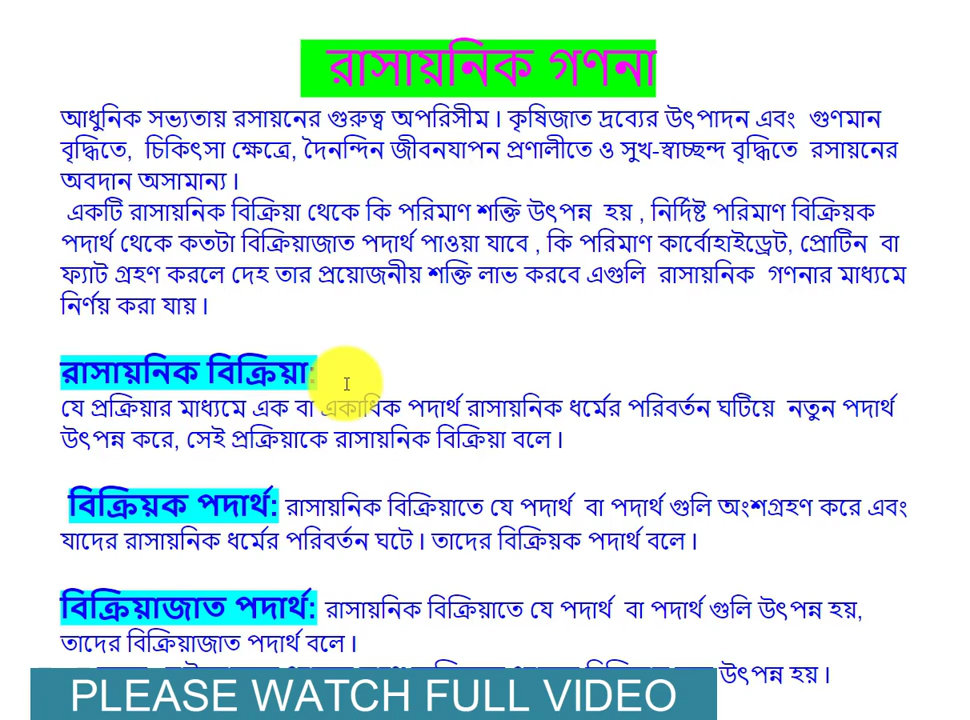 রাসায়নিক গণনা
আধুনিক সভ্যতায় রসায়নের গুরুত্ব অপরিসীম। কৃষিজাত দ্রব্যের উৎপাদন এবং গুণমান
বৃদ্ধিতে, চিকিৎসা ক্ষেত্রে, দৈনন্দিন জীবনযাপন প্রণালীতে ও সুখ-স্বাচ্ছন্দ বৃদ্ধিতে রসায়নের
অবদান অসামান্য।
একটি রাসায়নিক বিক্রিয়া থেকে কি পরিমাণ শক্তি উৎপন্ন হয় , নির্দিষ্ট পরিমাণ বিক্রিয়ক
পদার্থ থেকে কতটা বিক্রিয়াজাত পদার্থ পাওয়া যাবে , কি পরিমাণ কার্বোহাইড্রেট, প্রোটিন বা
ফ্যাট গ্রহণ করলে দেহ তার প্রয়োজনীয় শক্তি লাভ করবে এগুলি রাসায়নিক গণনার মাধ্যমে
নির্ণয় করা যায়।
রাসায়নিক বিক্রিয়া:
যে প্রক্রিয়ার মাধ্যমে এক বা একাধিক পদার্থ রাসায়নিক ধর্মের পরিবর্তন ঘটিয়ে নতুন পদার্থ
উৎপন্ন করে, সেই প্রক্রিয়াকে রাসায়নিক বিক্রিয়া বলে।
বিক্রিয়ক পদার্থ: রাসায়নিক বিক্রিয়াতে যে পদার্থ বা পদার্থ গুলি অংশগ্রহণ করে এবং
যাদের রাসায়নিক ধর্মের পরিবর্তন ঘটে। তাদের বিক্রিয়ক পদার্থ বলে।
বিক্রিয়াজাত পদার্থ: রাসায়নিক বিক্রিয়াতে যে পদার্থ বা পদার্থ গুলি উৎপন্ন হয়,
তাদের বিক্রিয়াজাত পদার্থ বলে।
উৎপন্ন হয়।
PLEASE WATCH FULL VIDEO